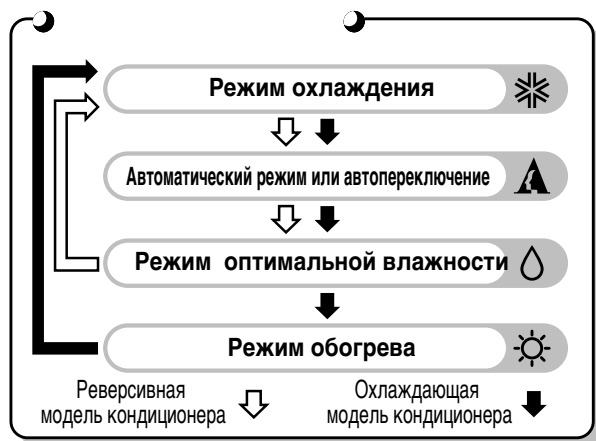 Режим охлаждения
Автоматический режим или автопереключение
Режим оптимальной влажности
Режим обогрева
Реверсивная
модель кондиционера
Охлаждающая
модель кондиционера